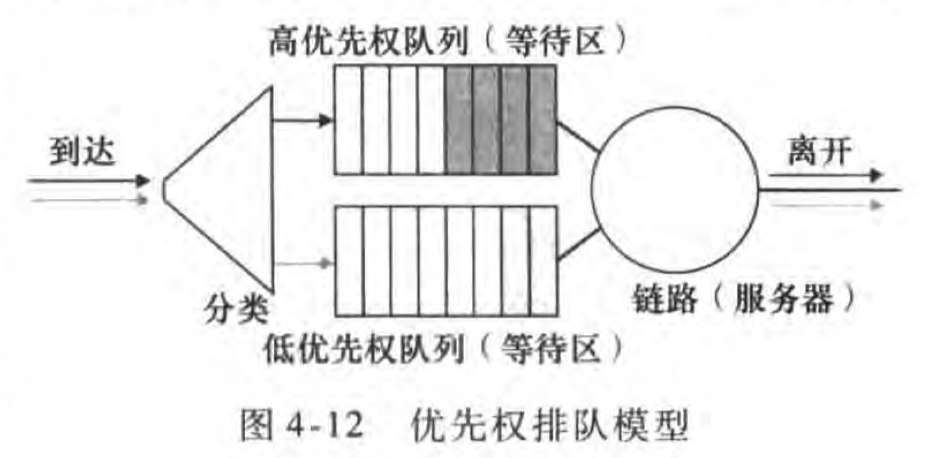 高优先权队列（等待区）
到达
离开
分类
链路（服务器）
低优先权队列（等待区）
图 4-12 优先权排队模型